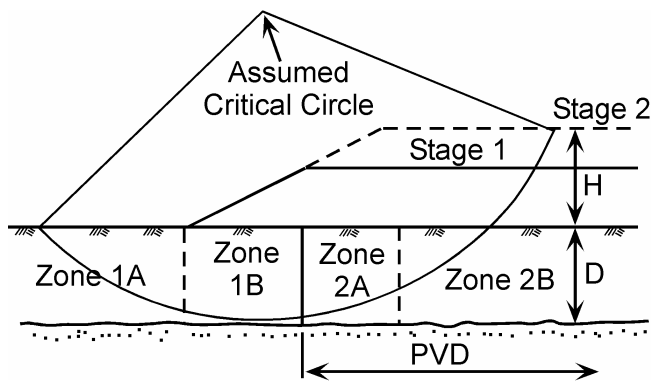 Assumed
Critical Circle
Stage 2
Stage 1
H
Zone 1A
Zone
1B
Zone
2A
Zone 2B
D
PVD